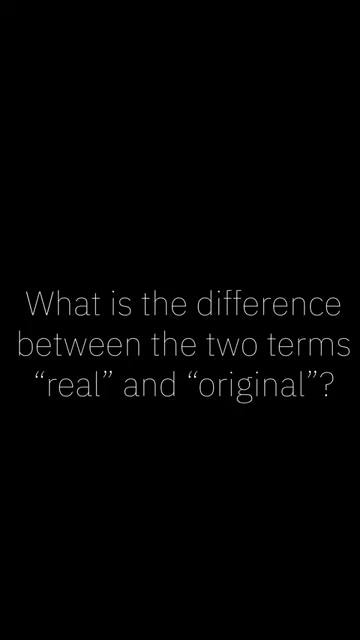 What is the difference
between the two terms
“real” and “original”?